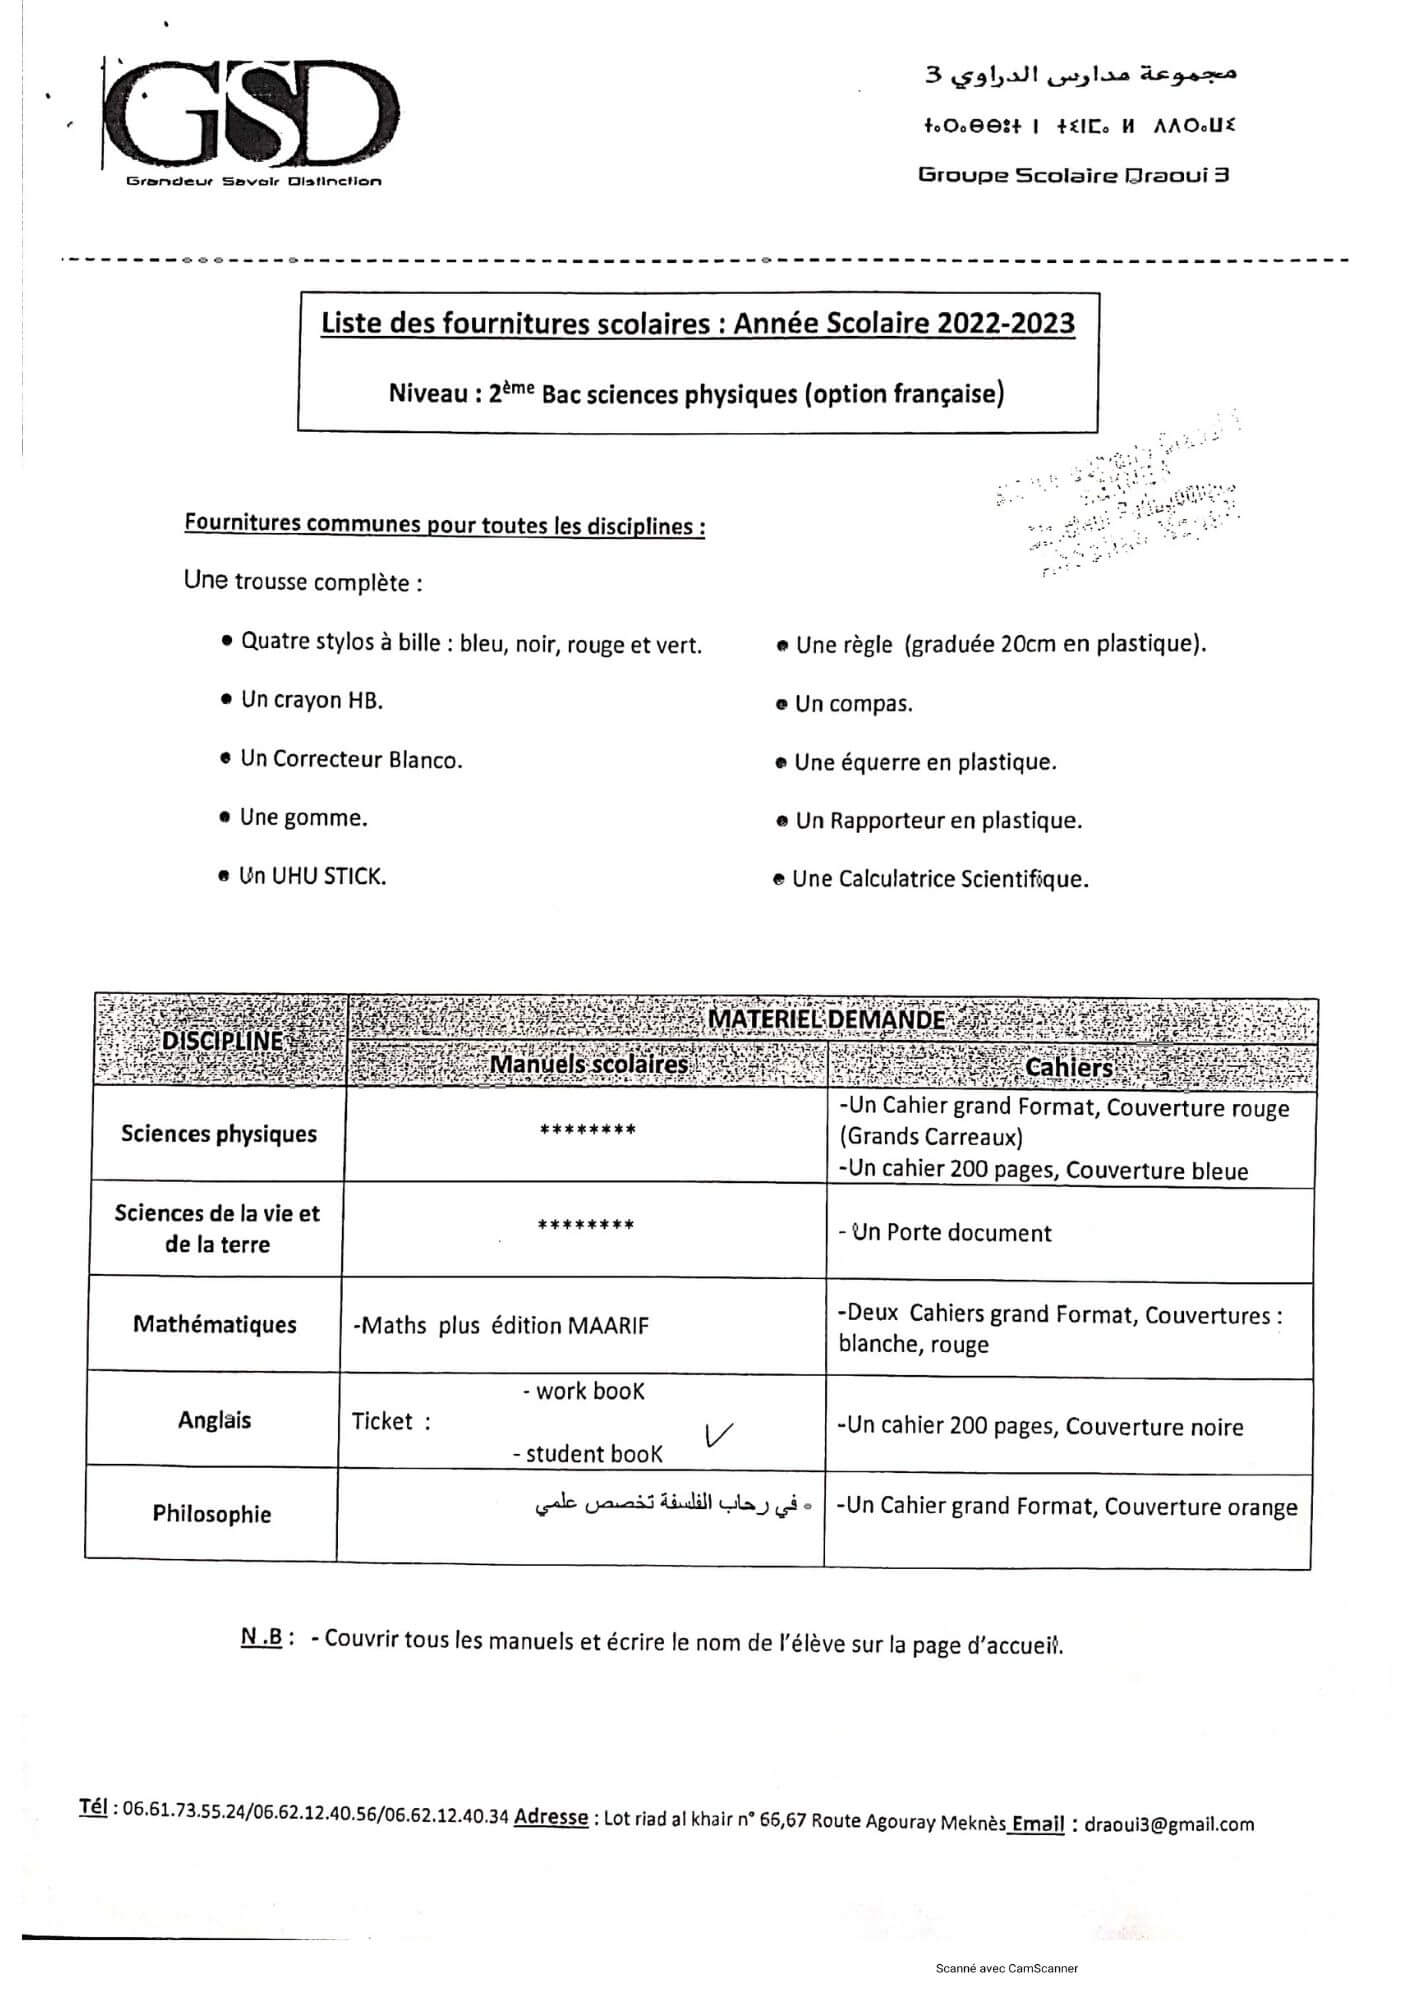 GSD
Grandeur Savoir Distinction
مجموعة مدارس الدراوي 3
ⵜⴰⵔⴰⴱⴱⵓⵜ ⵏ ⵜⵉⵏⵎⴰ ⵍ ⴷⴷⵔⴰⵡⵉ
Groupe Scolaire Draoui 3
Liste des fournitures scolaires : Année Scolaire 2022-2023
Niveau : 2ème Bac sciences physiques (option française)
Fournitures communes pour toutes les disciplines :
Une trousse complète :
• Quatre stylos à bille : bleu, noir, rouge et vert.
• Un crayon HB.
• Un Correcteur Blanco.
• Une gomme.
• Un UHU STICK.
• Une règle (graduée 20cm en plastique).
• Un compas.
• Une équerre en plastique.
• Un Rapporteur en plastique.
• Une Calculatrice Scientifique.
DISCIPLINE
MATERIEL DEMANDE
Manuels scolaires
Cahiers
Sciences physiques
********
-Un Cahier grand Format, Couverture rouge
(Grands Carreaux)
-Un cahier 200 pages, Couverture bleue
Sciences de la vie et
de la terre
********
- Un Porte document
Mathématiques
-Maths plus édition MAARIF
-Deux Cahiers grand Format, Couvertures :
blanche, rouge
Anglais
- work booK
Ticket :
- student booK
-Un cahier 200 pages, Couverture noire
Philosophie
- في رحاب الفلسفة تخصص علمي
-Un Cahier grand Format, Couverture orange
N .B : - Couvrir tous les manuels et écrire le nom de l'élève sur la page d'accueil.
Tél : 06.61.73.55.24/06.62.12.40.56/06.62.12.40.34 Adresse : Lot riad al khair n° 66,67 Route Agouray Meknès Email : draoui3@gmail.com
Scanné avec CamScanner